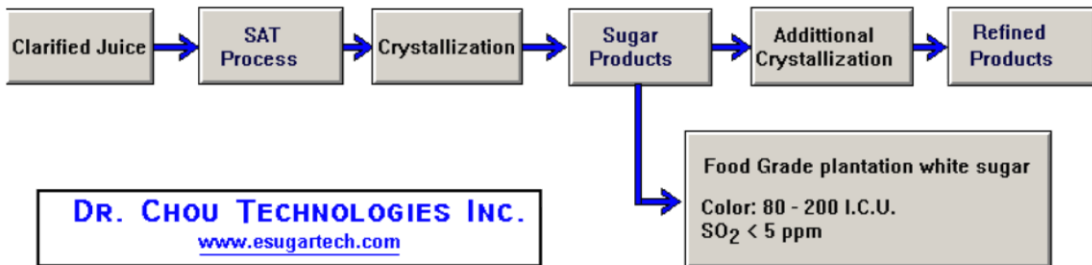 Clarified Juice
SAT
Process
Crystallization
Sugar
Products
Addittional
Crystallization
Refined
Products
Food Grade plantation white sugar
Color: 80 - 200 I.C.U.
SO₂ < 5 ppm
DR. CHOU TECHNOLOGIES INC.
www.esugartech.com